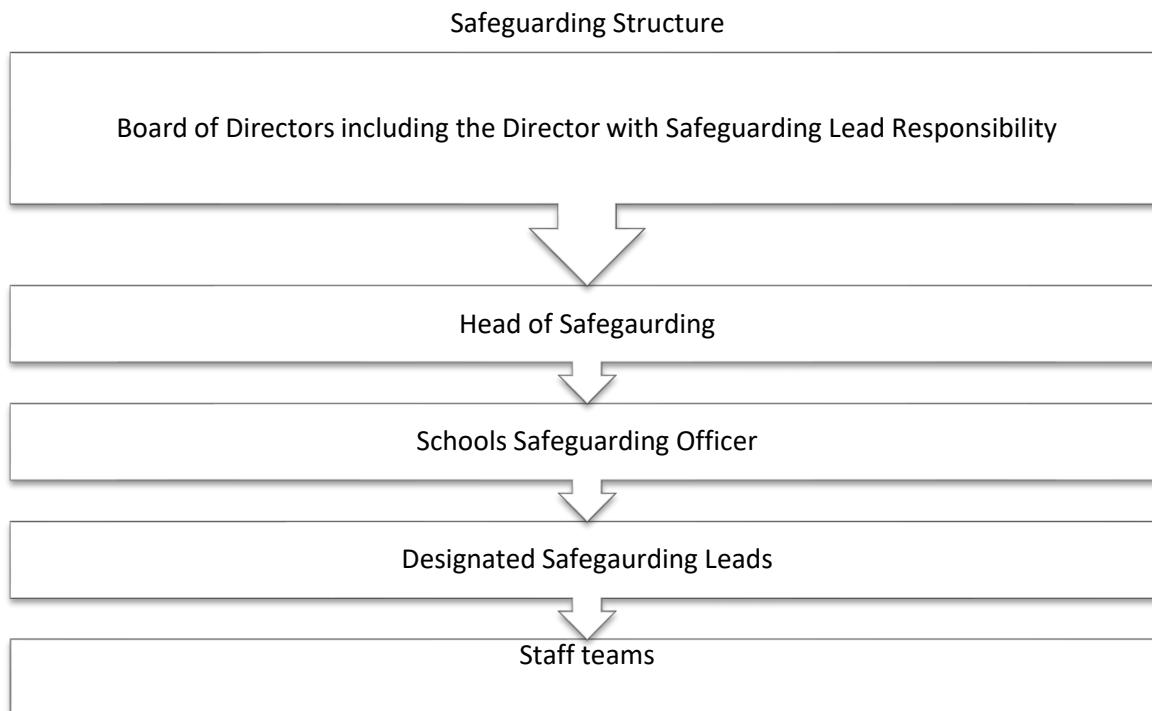 Safeguarding Structure
Board of Directors including the Director with Safeguarding Lead Responsibility
Head of Safegaurding
Schools Safeguarding Officer
Designated Safegaurding Leads
Staff teams